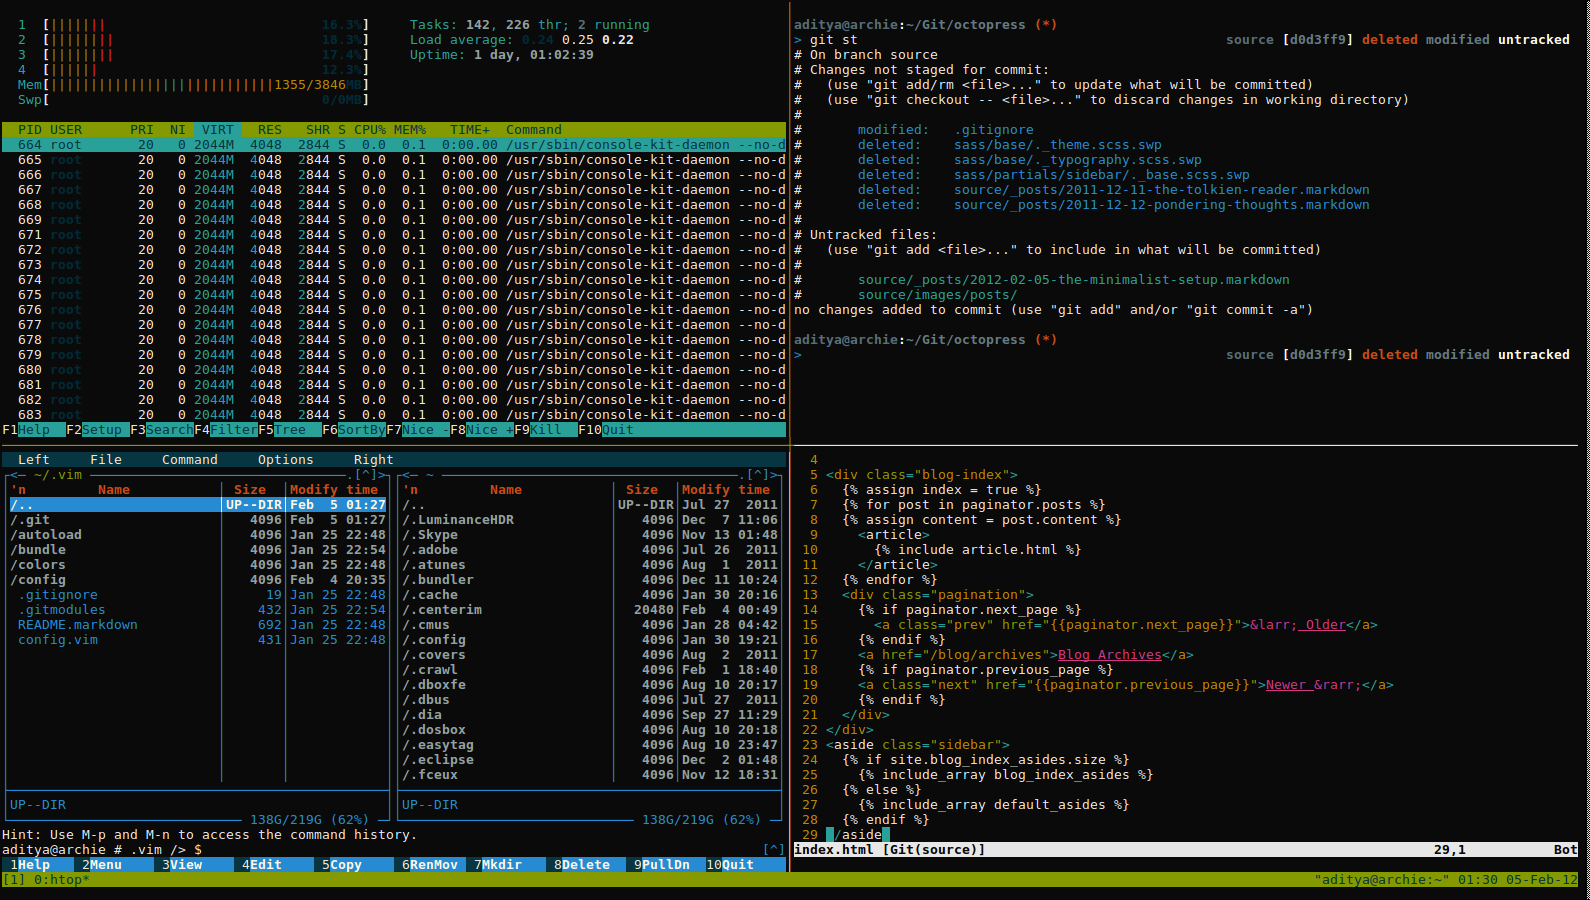 1 [||||||| 16.3%] Tasks: 142, 226 thr; 2 running
2 [|||||||| 18.3%] Load average: 0.24 0.25 0.22
3 [|||||||| 17.4%] Uptime: 1 day, 01:02:39
4 [|||||| 12.3%]
Mem[||||||||||||||||||||||||||||1355/3846MB]
Swp[ 0/0MB]
PID USER PRI NI VIRT RES SHR S CPU% MEM% TIME+ Command
664 root 20 0 2044M 4048 2844 S 0.0 0.1 0:00.00 /usr/sbin/console-kit-daemon --no-d
665 root 20 0 2044M 4048 2844 S 0.0 0.1 0:00.00 /usr/sbin/console-kit-daemon --no-d
666 root 20 0 2044M 4048 2844 S 0.0 0.1 0:00.00 /usr/sbin/console-kit-daemon --no-d
667 root 20 0 2044M 4048 2844 S 0.0 0.1 0:00.00 /usr/sbin/console-kit-daemon --no-d
668 root 20 0 2044M 4048 2844 S 0.0 0.1 0:00.00 /usr/sbin/console-kit-daemon --no-d
669 root 20 0 2044M 4048 2844 S 0.0 0.1 0:00.00 /usr/sbin/console-kit-daemon --no-d
671 root 20 0 2044M 4048 2844 S 0.0 0.1 0:00.00 /usr/sbin/console-kit-daemon --no-d
672 root 20 0 2044M 4048 2844 S 0.0 0.1 0:00.00 /usr/sbin/console-kit-daemon --no-d
673 root 20 0 2044M 4048 2844 S 0.0 0.1 0:00.00 /usr/sbin/console-kit-daemon --no-d
674 root 20 0 2044M 4048 2844 S 0.0 0.1 0:00.00 /usr/sbin/console-kit-daemon --no-d
675 root 20 0 2044M 4048 2844 S 0.0 0.1 0:00.00 /usr/sbin/console-kit-daemon --no-d
676 root 20 0 2044M 4048 2844 S 0.0 0.1 0:00.00 /usr/sbin/console-kit-daemon --no-d
677 root 20 0 2044M 4048 2844 S 0.0 0.1 0:00.00 /usr/sbin/console-kit-daemon --no-d
678 root 20 0 2044M 4048 2844 S 0.0 0.1 0:00.00 /usr/sbin/console-kit-daemon --no-d
679 root 20 0 2044M 4048 2844 S 0.0 0.1 0:00.00 /usr/sbin/console-kit-daemon --no-d
680 root 20 0 2044M 4048 2844 S 0.0 0.1 0:00.00 /usr/sbin/console-kit-daemon --no-d
681 root 20 0 2044M 4048 2844 S 0.0 0.1 0:00.00 /usr/sbin/console-kit-daemon --no-d
682 root 20 0 2044M 4048 2844 S 0.0 0.1 0:00.00 /usr/sbin/console-kit-daemon --no-d
683 root 20 0 2044M 4048 2844 S 0.0 0.1 0:00.00 /usr/sbin/console-kit-daemon --no-d
F1Help F2Setup F3SearchF4FilterF5Tree F6SortByF7Nice -F8Nice +F9Kill F10Quit
aditya@archie:~/Git/octopress (*)
> git st source [d0d3ff9] deleted modified untracked
# On branch source
# Changes not staged for commit:
# (use "git add/rm <file>..." to update what will be committed)
# (use "git checkout -- <file>..." to discard changes in working directory)
#
# modified: .gitignore
# deleted: sass/base/._theme.scss.swp
# deleted: sass/base/._typography.scss.swp
# deleted: sass/partials/sidebar/._base.scss.swp
# deleted: source/_posts/2011-12-11-the-tolkien-reader.markdown
# deleted: source/_posts/2011-12-12-pondering-thoughts.markdown
#
# Untracked files:
# (use "git add <file>..." to include in what will be committed)
#
# source/_posts/2012-02-05-the-minimalist-setup.markdown
# source/images/posts/
no changes added to commit (use "git add" and/or "git commit -a")
aditya@archie:~/Git/octopress (*)
> source [d0d3ff9] deleted modified untracked
Left File Command Options Right
<─ ~/.vim .[^]>
'n Name Size Modify time
/.. UP--DIR Feb 5 01:27
/.git 4096 Feb 5 01:27
/autoload 4096 Jan 25 22:48
/bundle 4096 Jan 25 22:54
/colors 4096 Jan 25 22:48
/config 4096 Feb 4 20:35
.gitignore 19 Jan 25 22:48
.gitmodules 432 Jan 25 22:54
README.markdown 692 Jan 25 22:48
config.vim 431 Jan 25 22:48
UP--DIR
138G/219G (62%)
<─ ~ .[^]>
'n Name Size Modify time
/.. UP--DIR Jul 27 2011
/.LuminanceHDR 4096 Dec 7 11:06
/.Skype 4096 Nov 13 01:48
/.adobe 4096 Jul 26 2011
/.atunes 4096 Aug 1 2011
/.bundler 4096 Dec 11 10:24
/.cache 4096 Jan 30 20:16
/.centerim 20480 Feb 4 00:49
/.cmus 4096 Jan 28 04:42
/.config 4096 Jan 30 19:21
/.covers 4096 Aug 2 2011
/.crawl 4096 Feb 1 18:40
/.dboxfe 4096 Aug 10 20:17
/.dbus 4096 Jul 27 2011
/.dia 4096 Sep 27 11:29
/.dosbox 4096 Aug 10 20:18
/.easytag 4096 Aug 10 23:47
/.eclipse 4096 Dec 2 01:48
/.fceux 4096 Nov 12 18:31
UP--DIR
138G/219G (62%)
Hint: Use M-p and M-n to access the command history.
aditya@archie # .vim /> $ [^]
1Help 2Menu 3View 4Edit 5Copy 6RenMov 7Mkdir 8Delete 9PullDn 10Quit
4
5 <div class="blog-index">
6 {% assign index = true %}
7 {% for post in paginator.posts %}
8 {% assign content = post.content %}
9 <article>
10 {% include article.html %}
11 </article>
12 {% endfor %}
13 <div class="pagination">
14 {% if paginator.next_page %}
15 <a class="prev" href="{{paginator.next_page}}">&larr; Older</a>
16 {% endif %}
17 <a href="/blog/archives">Blog Archives</a>
18 {% if paginator.previous_page %}
19 <a class="next" href="{{paginator.previous_page}}">Newer &rarr;</a>
20 {% endif %}
21 </div>
22 </div>
23 <aside class="sidebar">
24 {% if site.blog_index_asides.size %}
25 {% include_array blog_index_asides %}
26 {% else %}
27 {% include_array default_asides %}
28 {% endif %}
29 </aside>
index.html [Git(source)] 29,1 Bot
[1] 0:htop* "aditya@archie:~" 01:30 05-Feb-12